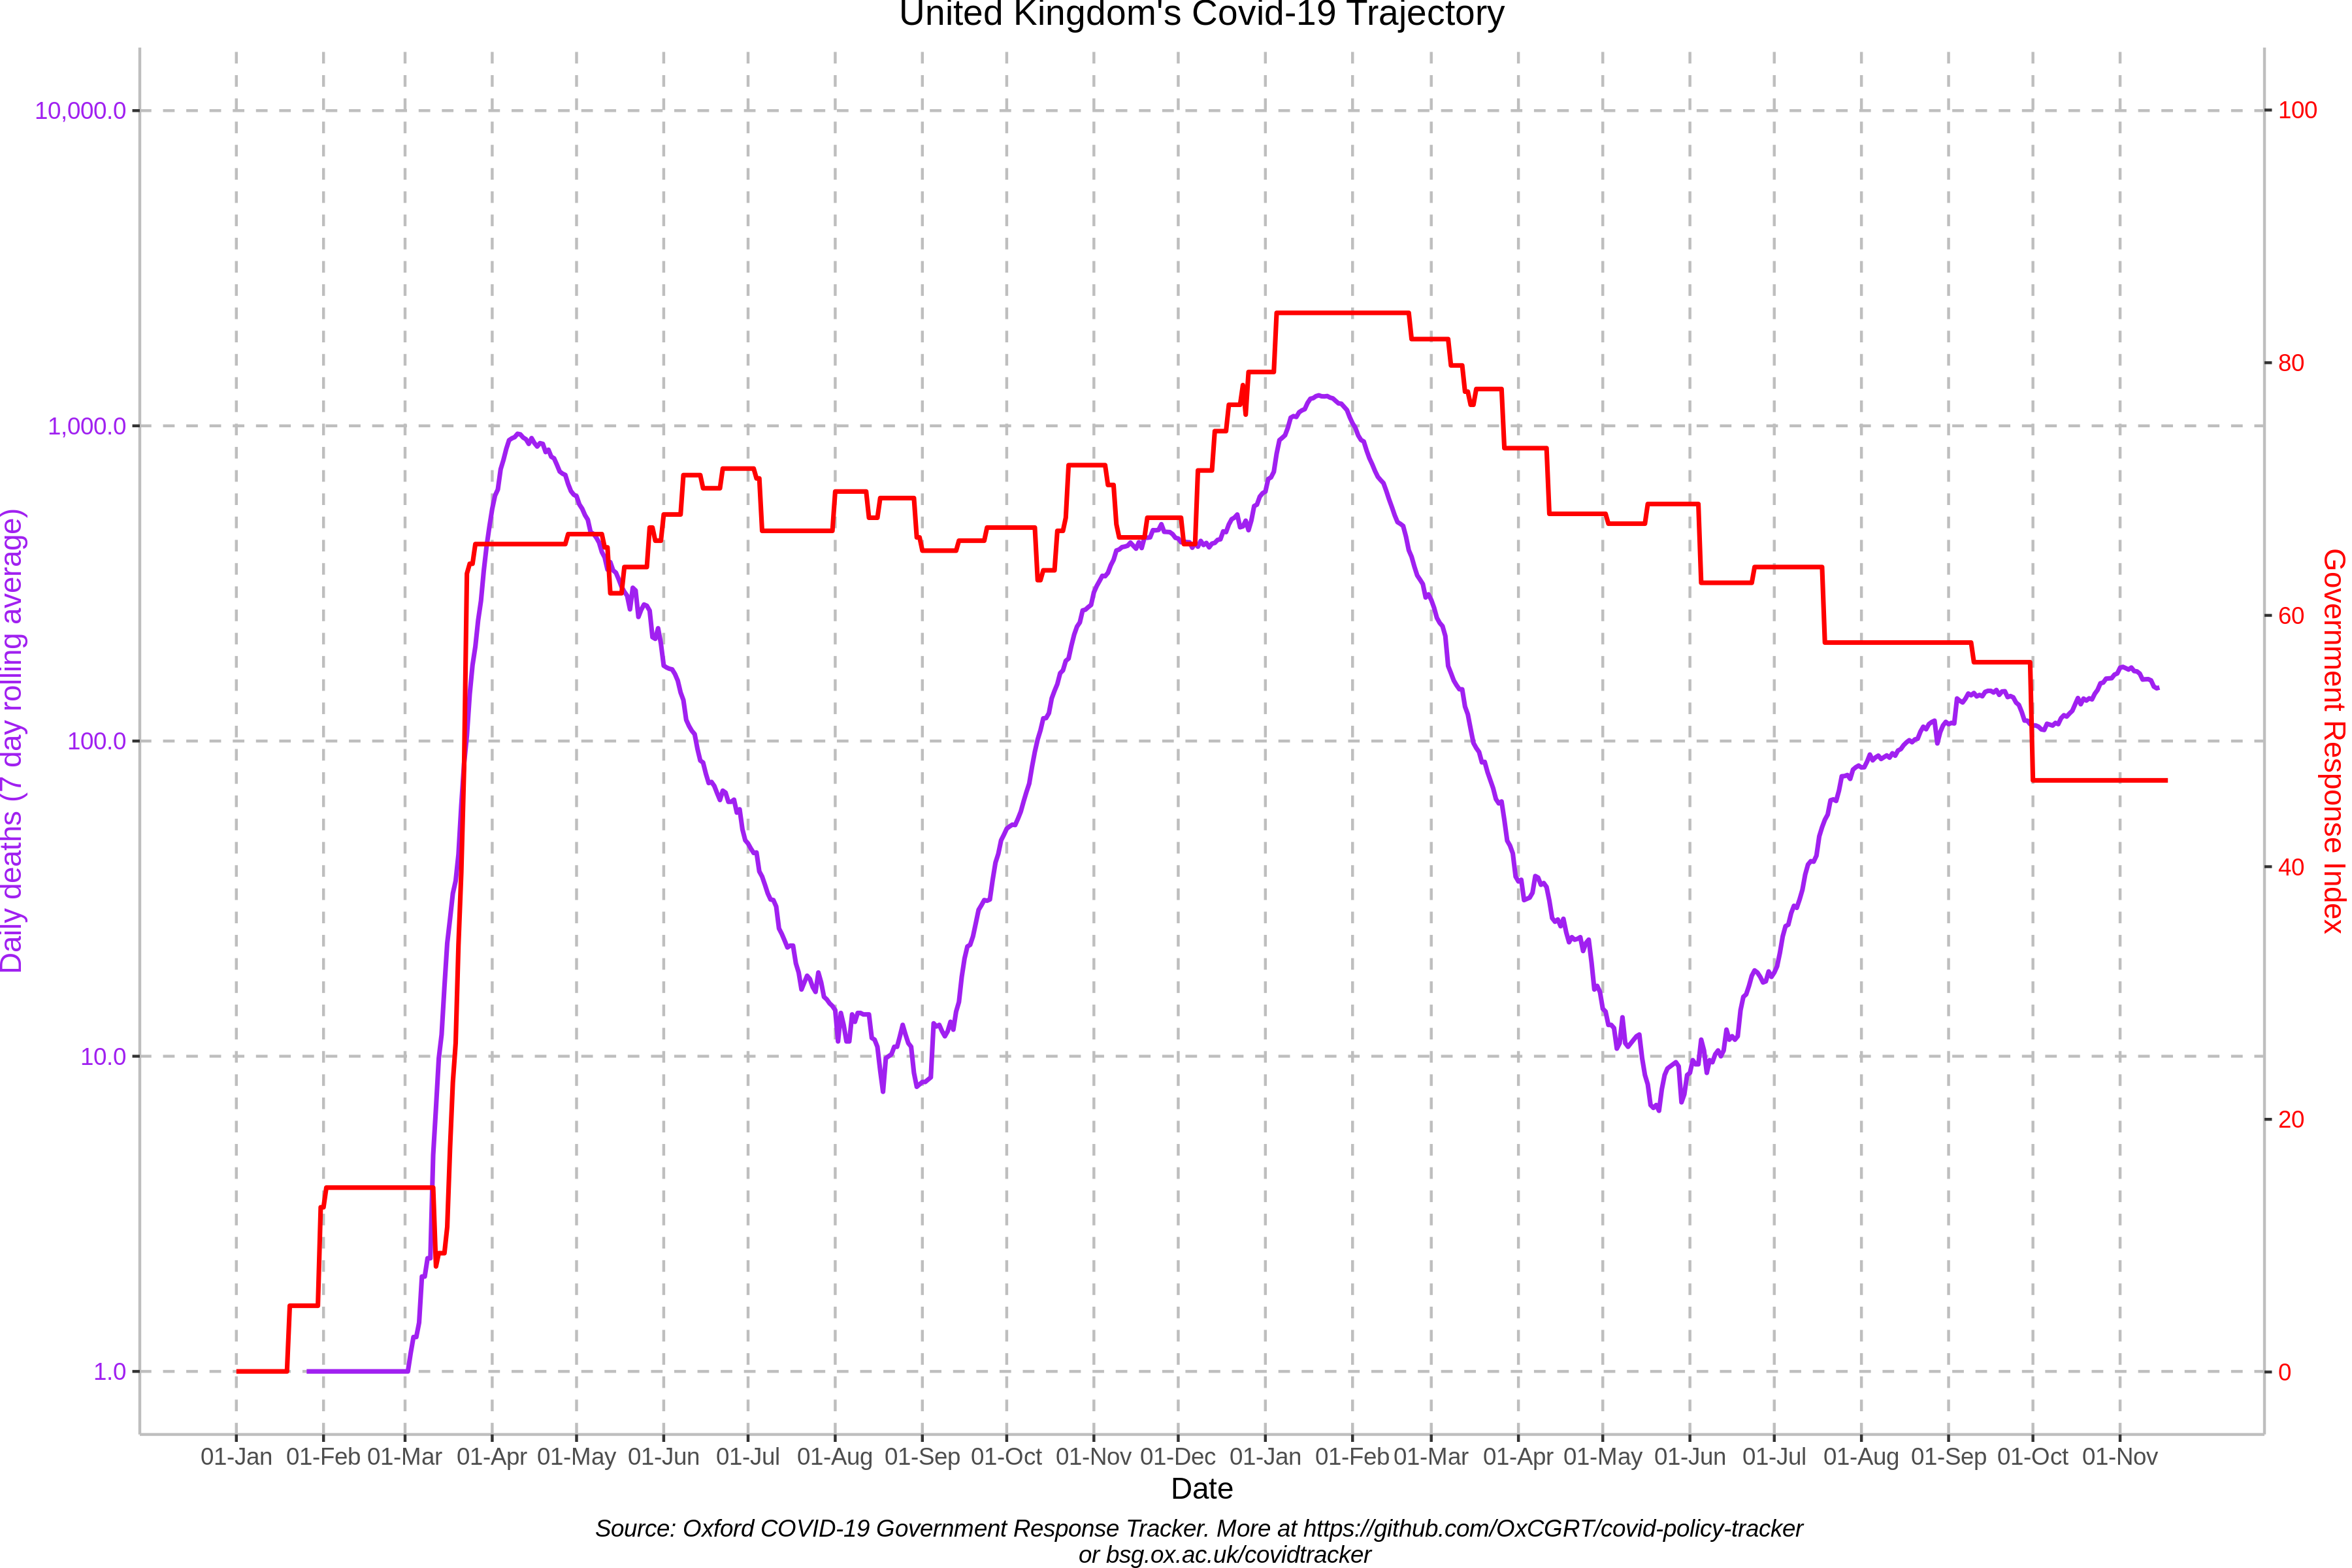 United Kingdom's Covid-19 Trajectory
10,000.0
1,000.0
100.0
10.0
1.0
Daily deaths (7 day rolling average)
100
80
60
40
20
0
Government Response Index
01-Jan 01-Feb 01-Mar 01-Apr 01-May 01-Jun 01-Jul 01-Aug 01-Sep 01-Oct 01-Nov 01-Dec 01-Jan 01-Feb 01-Mar 01-Apr 01-May 01-Jun 01-Jul 01-Aug 01-Sep 01-Oct 01-Nov
Date
Source: Oxford COVID-19 Government Response Tracker. More at https://github.com/OxCGRT/covid-policy-tracker
or bsg.ox.ac.uk/covidtracker